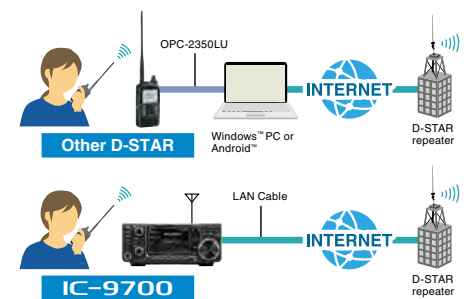 OPC-2350LU
INTERNET
Other D-STAR
Windows™ PC or
Android™
D-STAR
repeater
LAN Cable
INTERNET
IC-9700
D-STAR
repeater